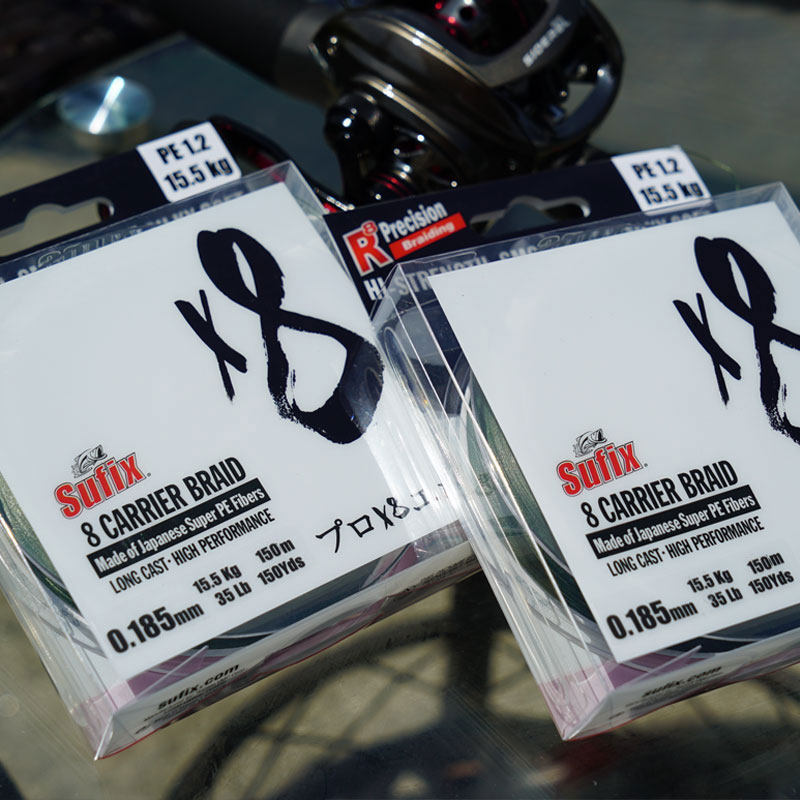 PE 1.2
15.5 kg
x8
Sufix
8 CARRIER BRAID
Made of Japanese Super PE Fibers
LONG CAST · HIGH PERFORMANCE
0.185mm
15.5 Kg 150m
35 Lb 150Yds
プロX8エ
sufix.com
R8 Precision
Braiding
HI-STRENGTH
PE 1.2
15.5 kg
x8
Sufix
8 CARRIER BRAID
Made of Japanese Super PE Fibers
LONG CAST · HIGH PERFORMANCE
0.185mm
15.5 Kg 150m
35 Lb 150Yds
sufix.com